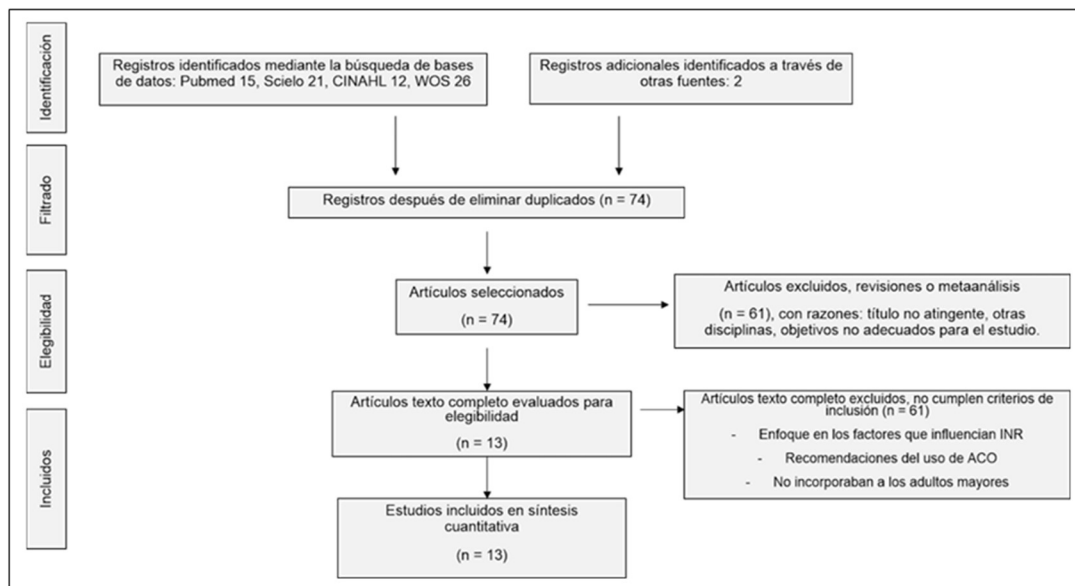 Identificación
Registros identificados mediante la búsqueda de bases
de datos: Pubmed 15, Scielo 21, CINAHL 12, WOS 26
Registros adicionales identificados a través de
otras fuentes: 2
Filtrado
Registros después de eliminar duplicados (n = 74)
Elegibilidad
Artículos seleccionados
(n = 74)
Artículos excluidos, revisiones o metaanálisis
(n = 61), con razones: título no atingente, otras
disciplinas, objetivos no adecuados para el estudio.
Incluidos
Artículos texto completo evaluados para
elegibilidad
(n = 13)
Artículos texto completo excluidos, no cumplen criterios de
inclusión (n = 61)
- Enfoque en los factores que influencian INR
- Recomendaciones del uso de ACO
- No incorporaban a los adultos mayores
Estudios incluidos en síntesis
cuantitativa
(n = 13)